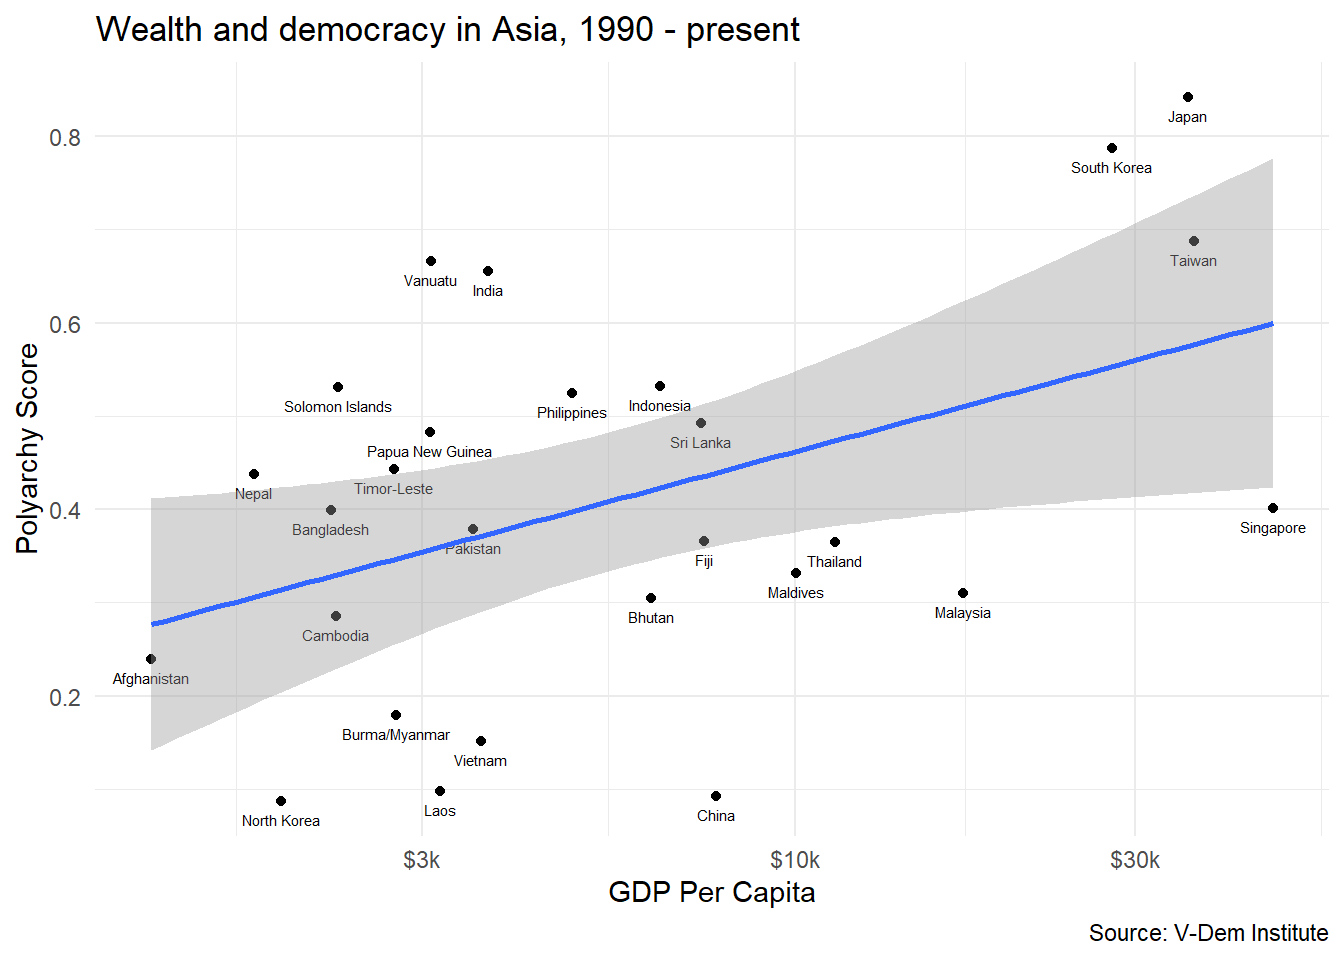 Wealth and democracy in Asia, 1990 - present
Polyarchy Score
0.8
0.6
0.4
0.2
Japan
South Korea
Taiwan
Vanuatu
India
Solomon Islands
Philippines
Indonesia
Sri Lanka
Papua New Guinea
Timor-Leste
Nepal
Bangladesh
Pakistan
Singapore
Fiji
Thailand
Maldives
Bhutan
Malaysia
Cambodia
Afghanistan
Burma/Myanmar
Vietnam
Laos
North Korea
China
$3k
$10k
$30k
GDP Per Capita
Source: V-Dem Institute